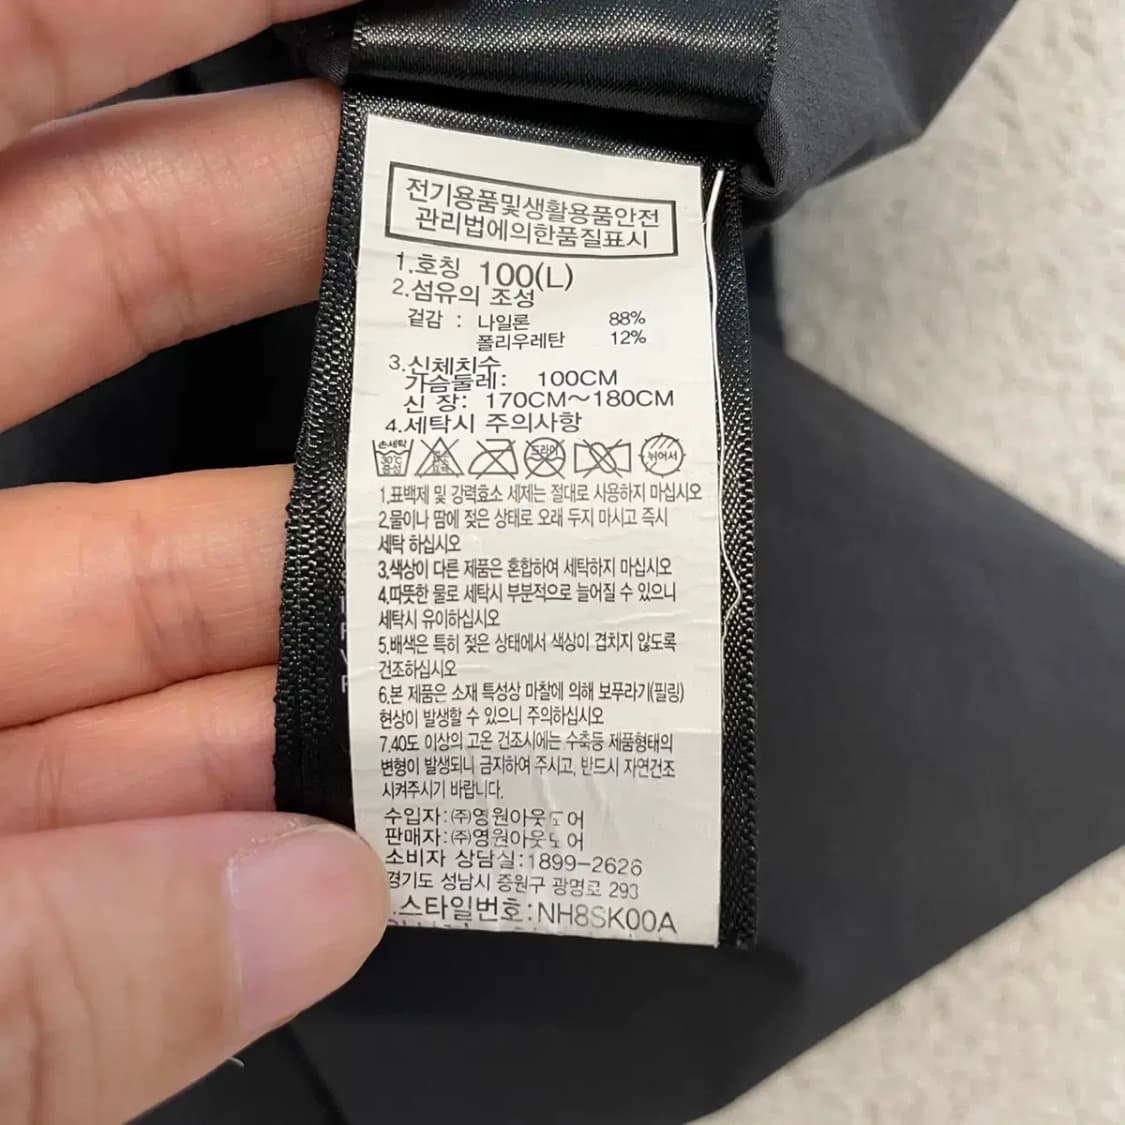 전기용품및생활용품안전
관리법에의한품질표시
1.호칭 100(L)
2.섬유의 조성
겉감 : 나일론 88%
폴리우레탄 12%
3.신체치수
가슴둘레: 100CM
신 장: 170CM~180CM
4.세탁시 주의사항
손세탁 30℃ 중성 드라이 뉘어서
1.표백제 및 강력효소 세제는 절대로 사용하지 마십시오
2.물이나 땀에 젖은 상태로 오래 두지 마시고 즉시
세탁 하십시오
3.색상이 다른 제품은 혼합하여 세탁하지 마십시오
4.따뜻한 물로 세탁시 부분적으로 늘어질 수 있으니
세탁시 유이하십시오
5.배색은 특히 젖은 상태에서 색상이 겹치지 않도록
건조하십시오
6.본 제품은 소재 특성상 마찰에 의해 보푸라기(필링)
현상이 발생할 수 있으니 주의하십시오
7.40도 이상의 고온 건조시에는 수축등 제품형태의
변형이 발생되니 금지하여 주시고, 반드시 자연건조
시켜주시기 바랍니다.
수입자:(주)영원아웃도어
판매자:(주)영원아웃도어
소비자 상담실:1899-2626
경기도 성남시 중원구 광명로 293
.스타일번호:NH8SK00A